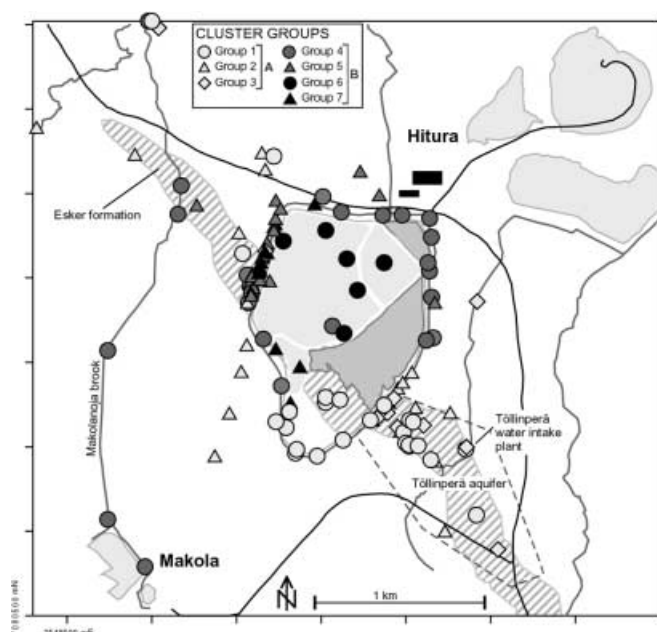 CLUSTER GROUPS
Group 1
Group 2
Group 3
A
Group 4
Group 5
Group 6
Group 7
B
Hitura
Esker formation
Makolanoja brook
Töllinperä
water intake
plant
Töllinperä aquifer
Makola
N
1 km